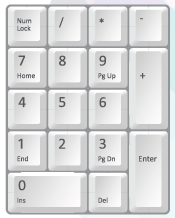 Num
Lock
/
*
-
7
Home
8
9
Pg Up
+
4
5
6
1
End
2
3
Pg Dn
Enter
0
Ins
Del